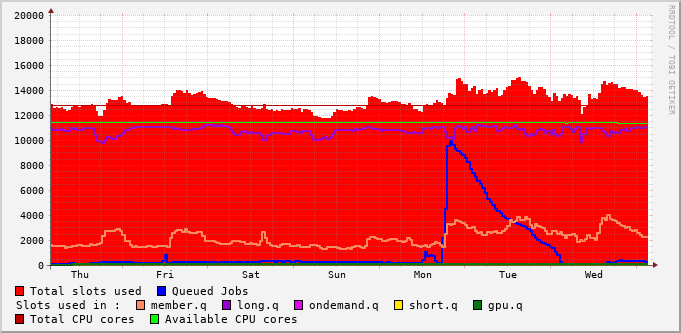 RRDTOOL / TOBI OETIKER
20000
18000
16000
14000
12000
10000
8000
6000
4000
2000
0
Thu Fri Sat Sun Mon Tue Wed
Total slots used Queued Jobs
Slots used in : member.q long.q ondemand.q short.q gpu.q
Total CPU cores Available CPU cores